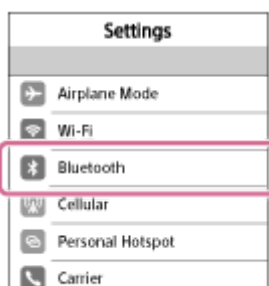 Settings
Airplane Mode
Wi-Fi
Bluetooth
Cellular
Personal Hotspot
Carrier